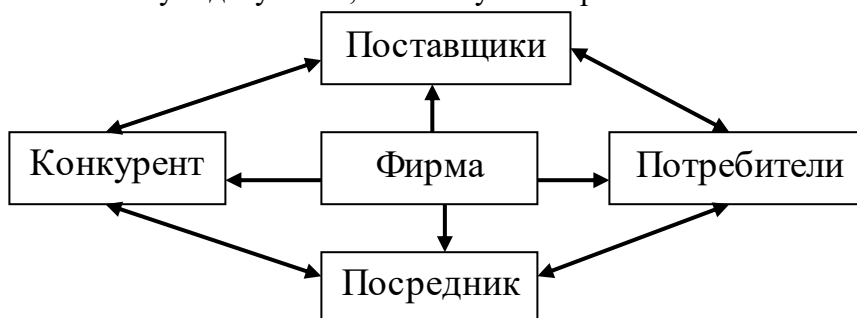 Поставщики
Конкурент
Фирма
Потребители
Посредник